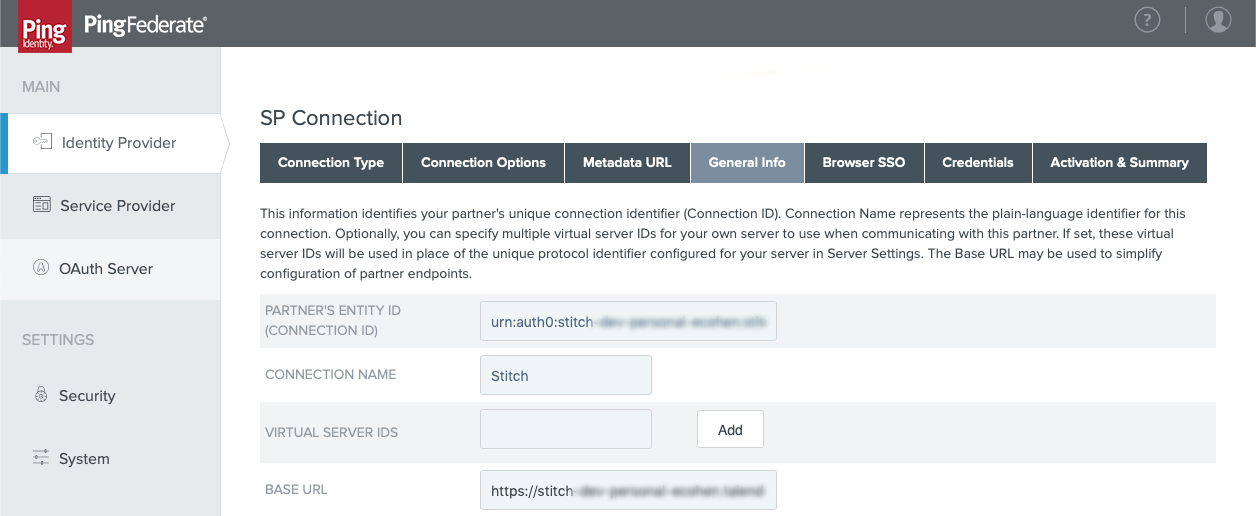 Ping
Identity.
PingFederate®
?
MAIN
Identity Provider
Service Provider
OAuth Server
SETTINGS
Security
System
SP Connection
Connection Type Connection Options Metadata URL General Info Browser SSO Credentials Activation & Summary
This information identifies your partner's unique connection identifier (Connection ID). Connection Name represents the plain-language identifier for this
connection. Optionally, you can specify multiple virtual server IDs for your own server to use when communicating with this partner. If set, these virtual
server IDs will be used in place of the unique protocol identifier configured for your server in Server Settings. The Base URL may be used to simplify
configuration of partner endpoints.
PARTNER'S ENTITY ID
(CONNECTION ID)
urn:auth0:stitch
CONNECTION NAME
Stitch
VIRTUAL SERVER IDS
Add
BASE URL
https://stitch